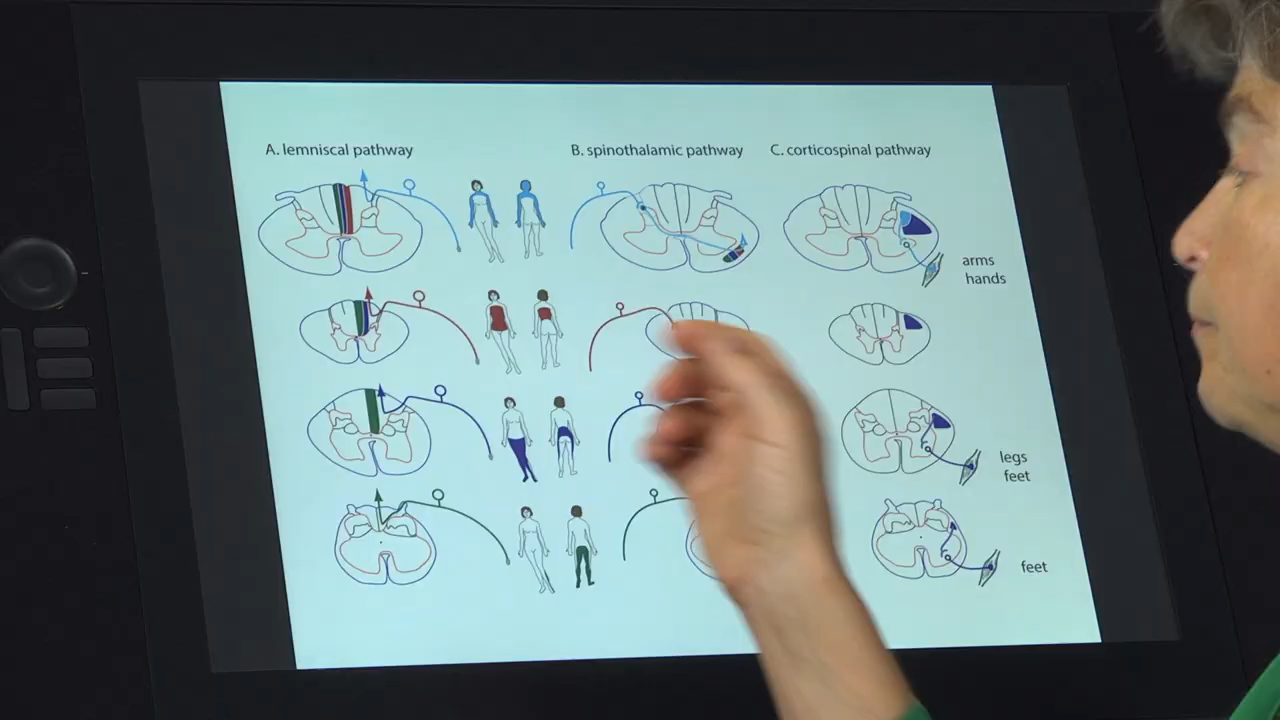 A. lemniscal pathway
B. spinothalamic pathway
C. corticospinal pathway
arms
hands
legs
feet
feet